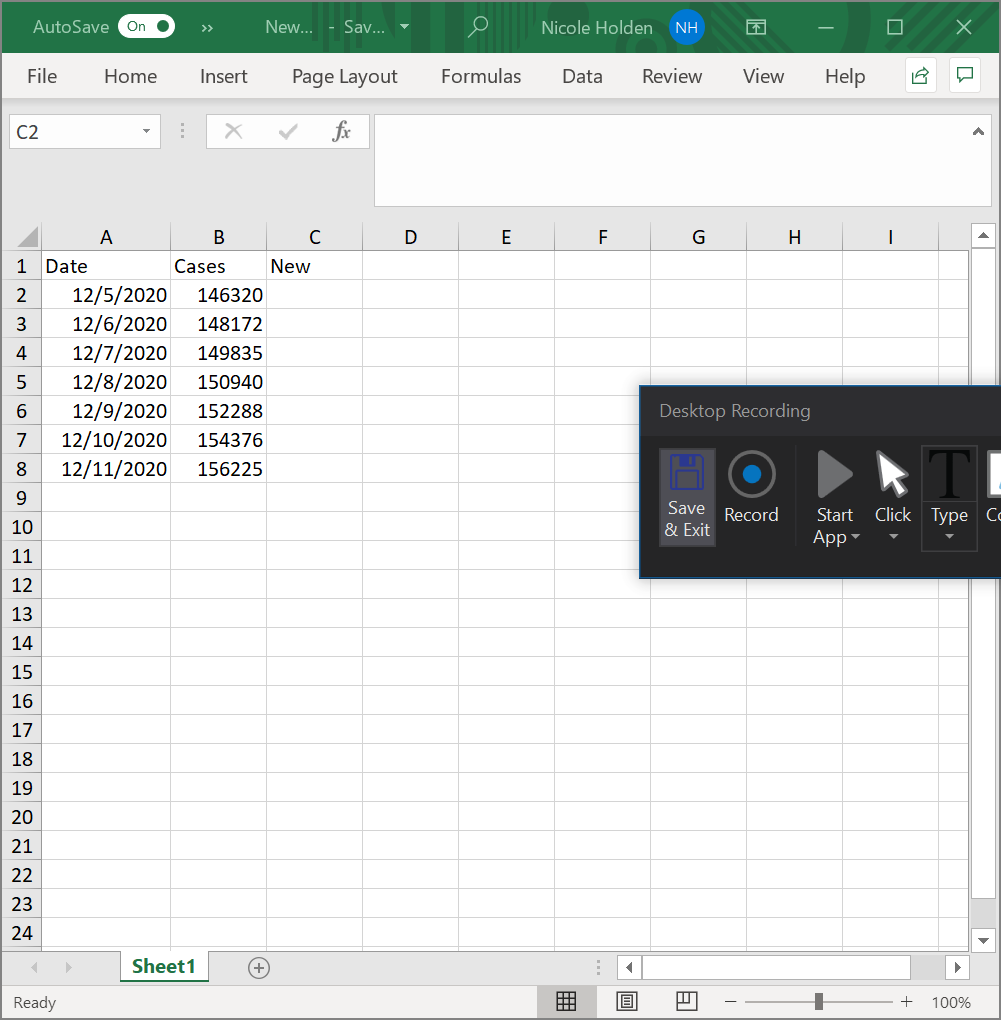 AutoSave On » New... - Sav... Nicole Holden NH
File Home Insert Page Layout Formulas Data Review View Help
C2 fx
A B C D E F G H I
1 Date Cases New
2 12/5/2020 146320
3 12/6/2020 148172
4 12/7/2020 149835
5 12/8/2020 150940
6 12/9/2020 152288
7 12/10/2020 154376
8 12/11/2020 156225
9
10
11
12
13
14
15
16
17
18
19
20
21
22
23
24
Desktop Recording
Save & Exit
Record
Start App
Click
T
Type
Co
Sheet1
Ready 100%